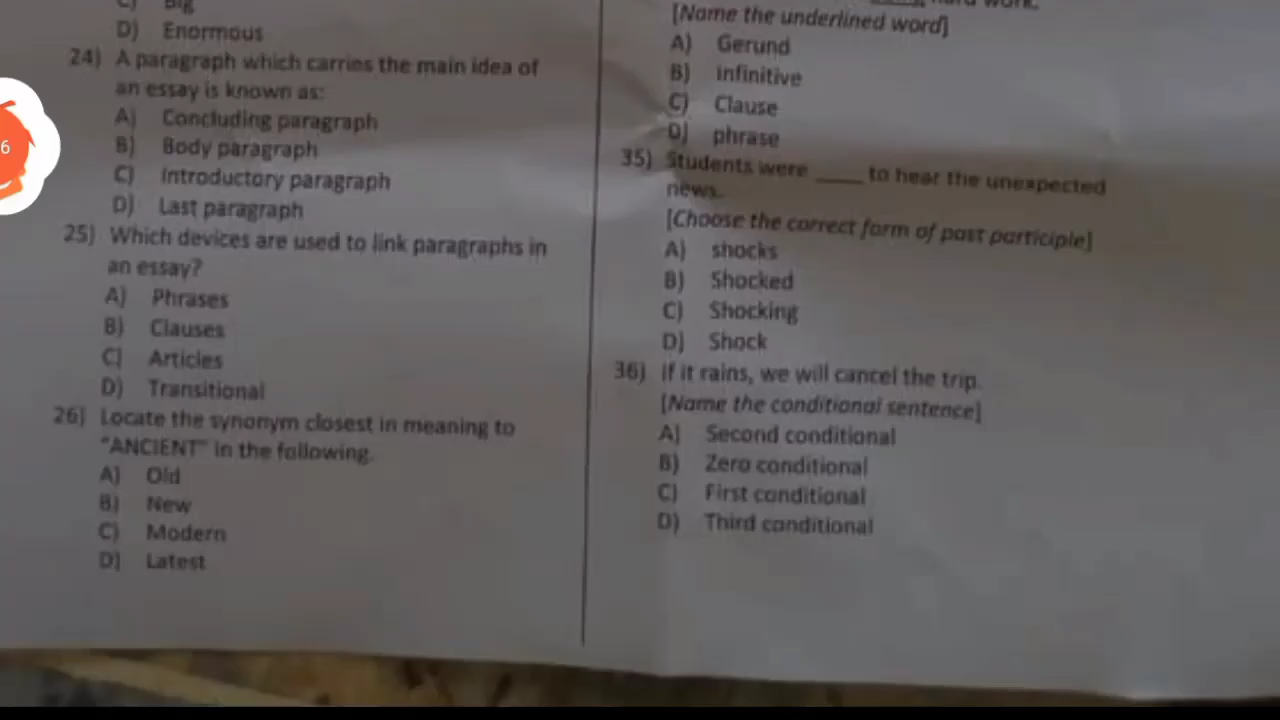 C) Big
D) Enormous
24) A paragraph which carries the main idea of
an essay is known as:
A) Concluding paragraph
B) Body paragraph
C) Introductory paragraph
D) Last paragraph
25) Which devices are used to link paragraphs in
an essay?
A) Phrases
B) Clauses
C) Articles
D) Transitional
26) Locate the synonym closest in meaning to
"ANCIENT" in the following.
A) Old
B) New
C) Modern
D) Latest
work.
[Name the underlined word]
A) Gerund
B) Infinitive
C) Clause
D) phrase
35) Students were ____ to hear the unexpected
news.
[Choose the correct form of past participle]
A) shocks
B) Shocked
C) Shocking
D) Shock
36) If it rains, we will cancel the trip.
[Name the conditional sentence]
A) Second conditional
B) Zero conditional
C) First conditional
D) Third conditional
6